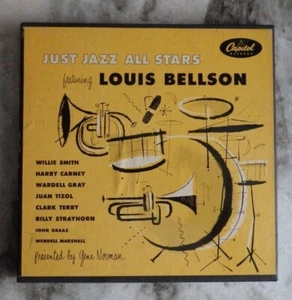 Capitol
RECORDS
JUST JAZZ ALL STARS
featuring LOUIS BELLSON
WILLIE SMITH
HARRY CARNEY
WARDELL GRAY
JUAN TIZOL
CLARK TERRY
BILLY STRAYHORN
JOHN GRAAS
WENDELL MARSHALL
presented by Gene Norman